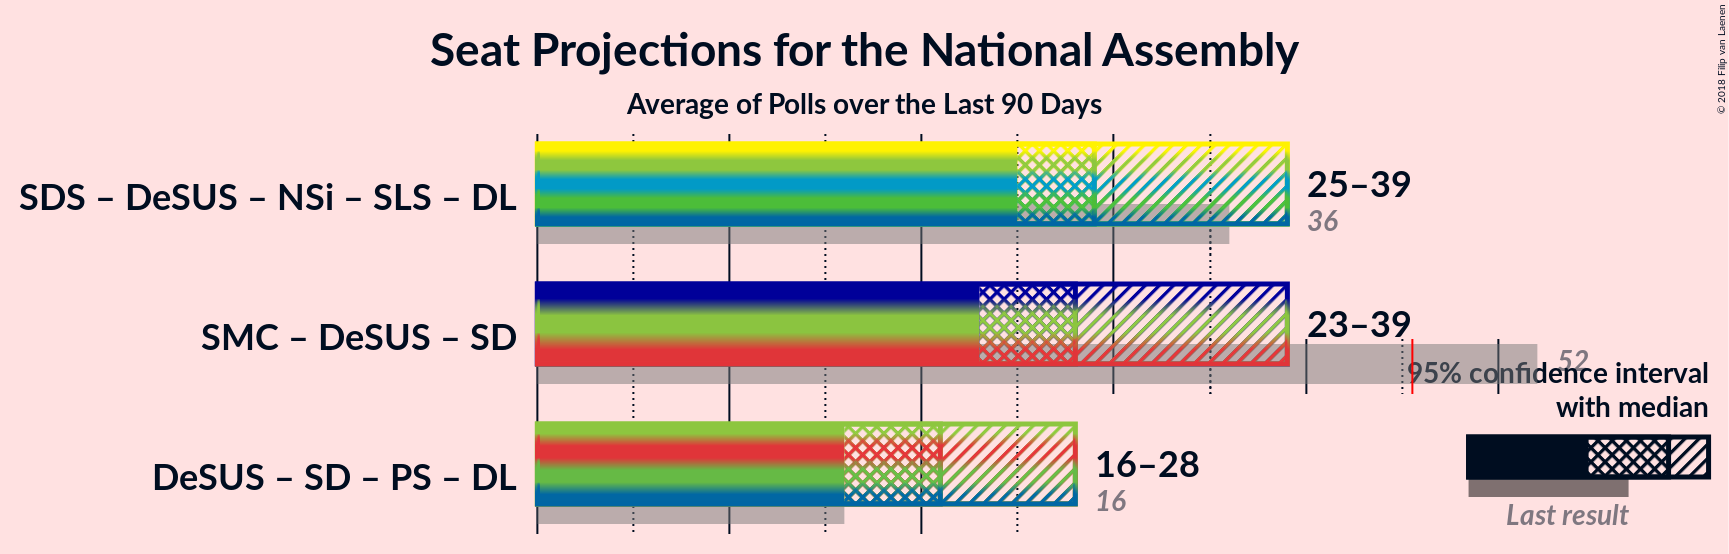 Seat Projections for the National Assembly
Average of Polls over the Last 90 Days
© 2018 Filip van Laenen
SDS – DeSUS – NSi – SLS – DL
25–39
36
SMC – DeSUS – SD
23–39
52
95% confidence interval
with median
DeSUS – SD – PS – DL
16–28
16
Last result